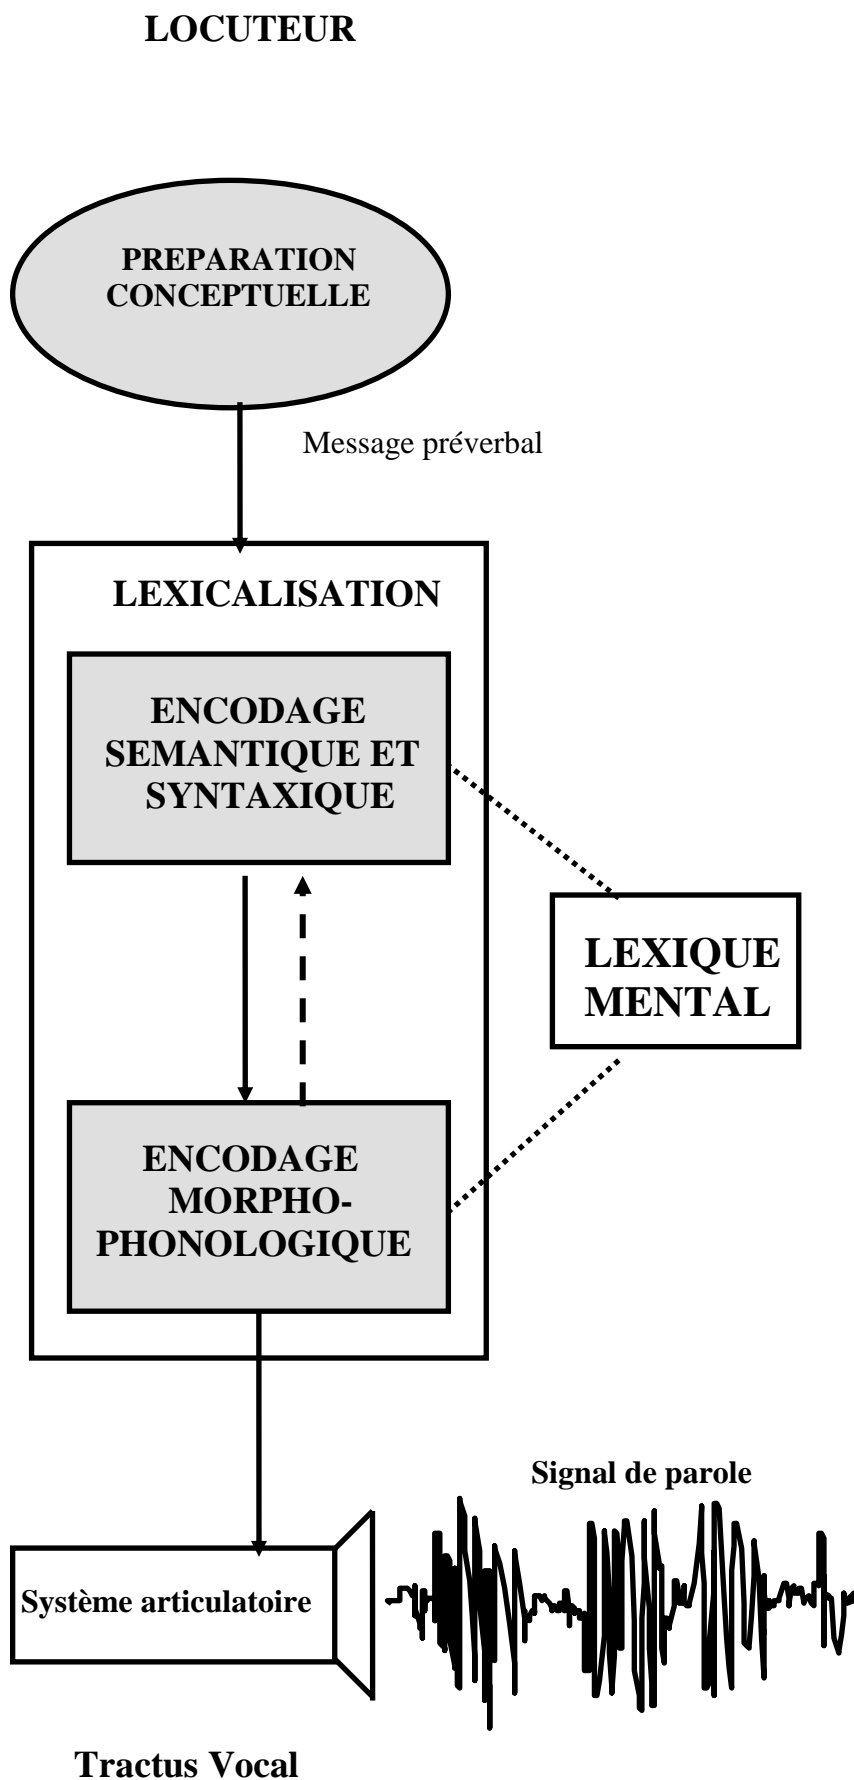 LOCUTEUR
PREPARATION
CONCEPTUELLE
Message préverbal
LEXICALISATION
ENCODAGE
SEMANTIQUE ET
SYNTAXIQUE
LEXIQUE
MENTAL
ENCODAGE
MORPHO-
PHONOLOGIQUE
Signal de parole
Système articulatoire
Tractus Vocal